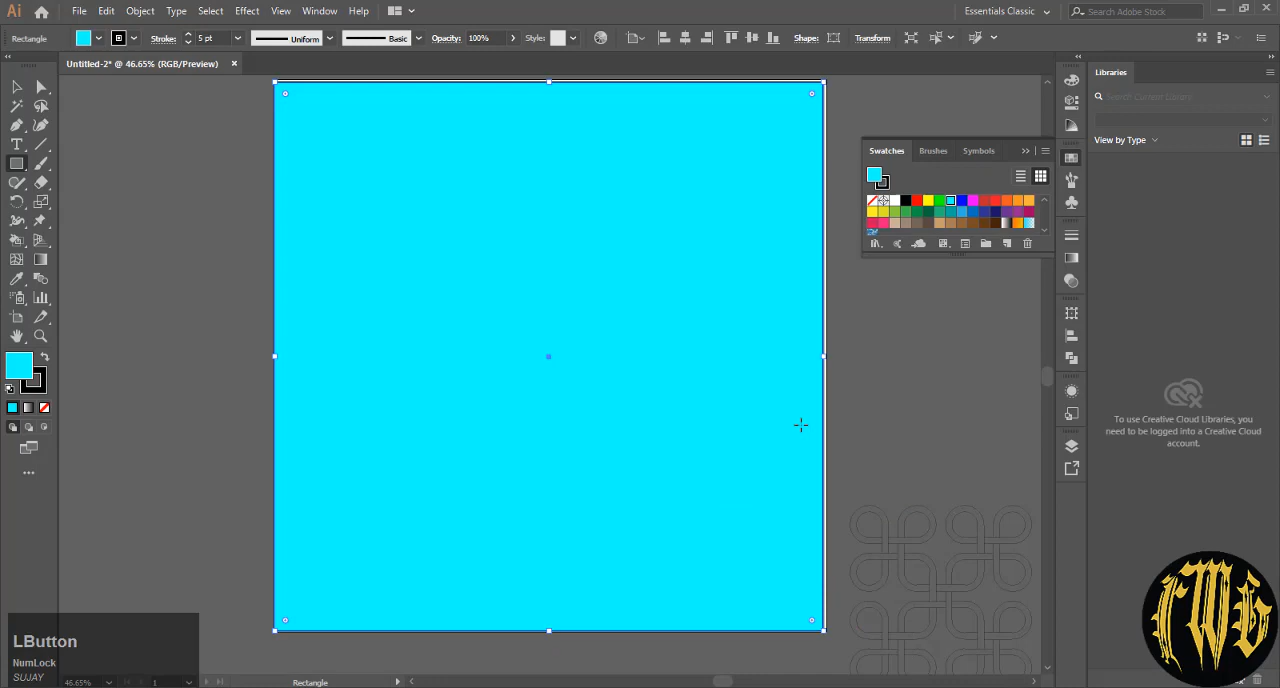 Ai File Edit Object Type Select Effect View Window Help Essentials Classic Search Adobe Stock
Rectangle Stroke: 5 pt Uniform Basic Opacity: 100% Style: Shape: Transform
Untitled-2* @ 46.65% (RGB/Preview)
Libraries
Search Current Library
View by Type
Swatches Brushes Symbols
To use Creative Cloud Libraries, you
need to be logged into a Creative Cloud
account.
LButton
NumLock
SUJAY
46.65% 1 Rectangle
FWG